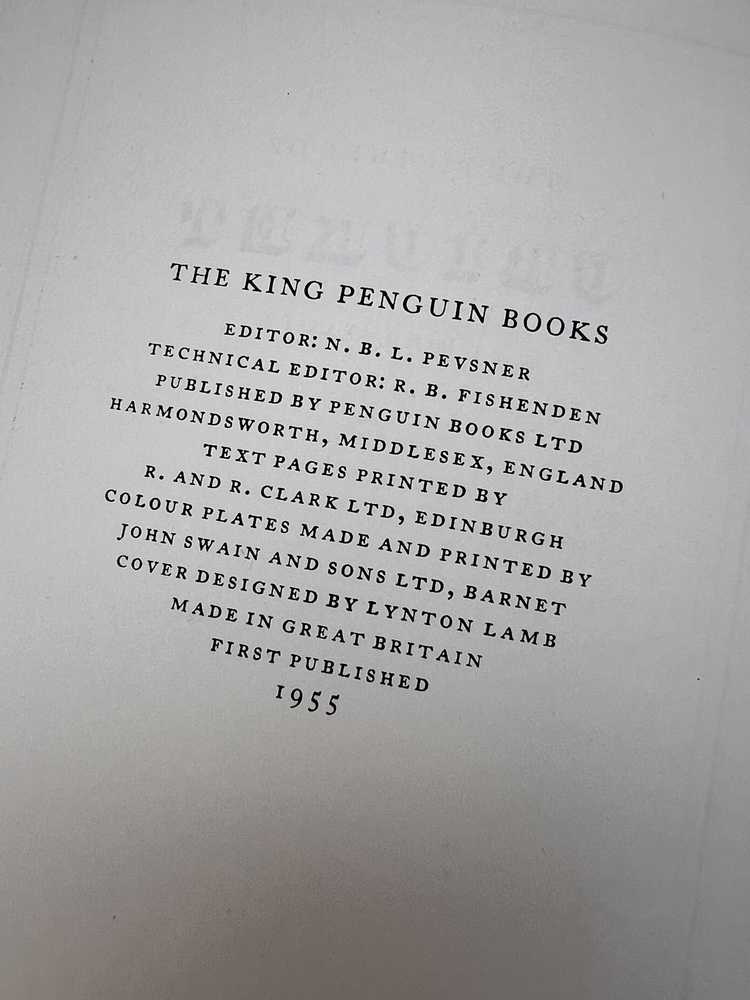 THE KING PENGUIN BOOKS
EDITOR: N. B. L. PEVSNER
TECHNICAL EDITOR: R. B. FISHENDEN
PUBLISHED BY PENGUIN BOOKS LTD
HARMONDSWORTH, MIDDLESEX, ENGLAND
TEXT PAGES PRINTED BY
R. AND R. CLARK LTD, EDINBURGH
COLOUR PLATES MADE AND PRINTED BY
JOHN SWAIN AND SONS LTD, BARNET
COVER DESIGNED BY LYNTON LAMB
MADE IN GREAT BRITAIN
FIRST PUBLISHED
1955